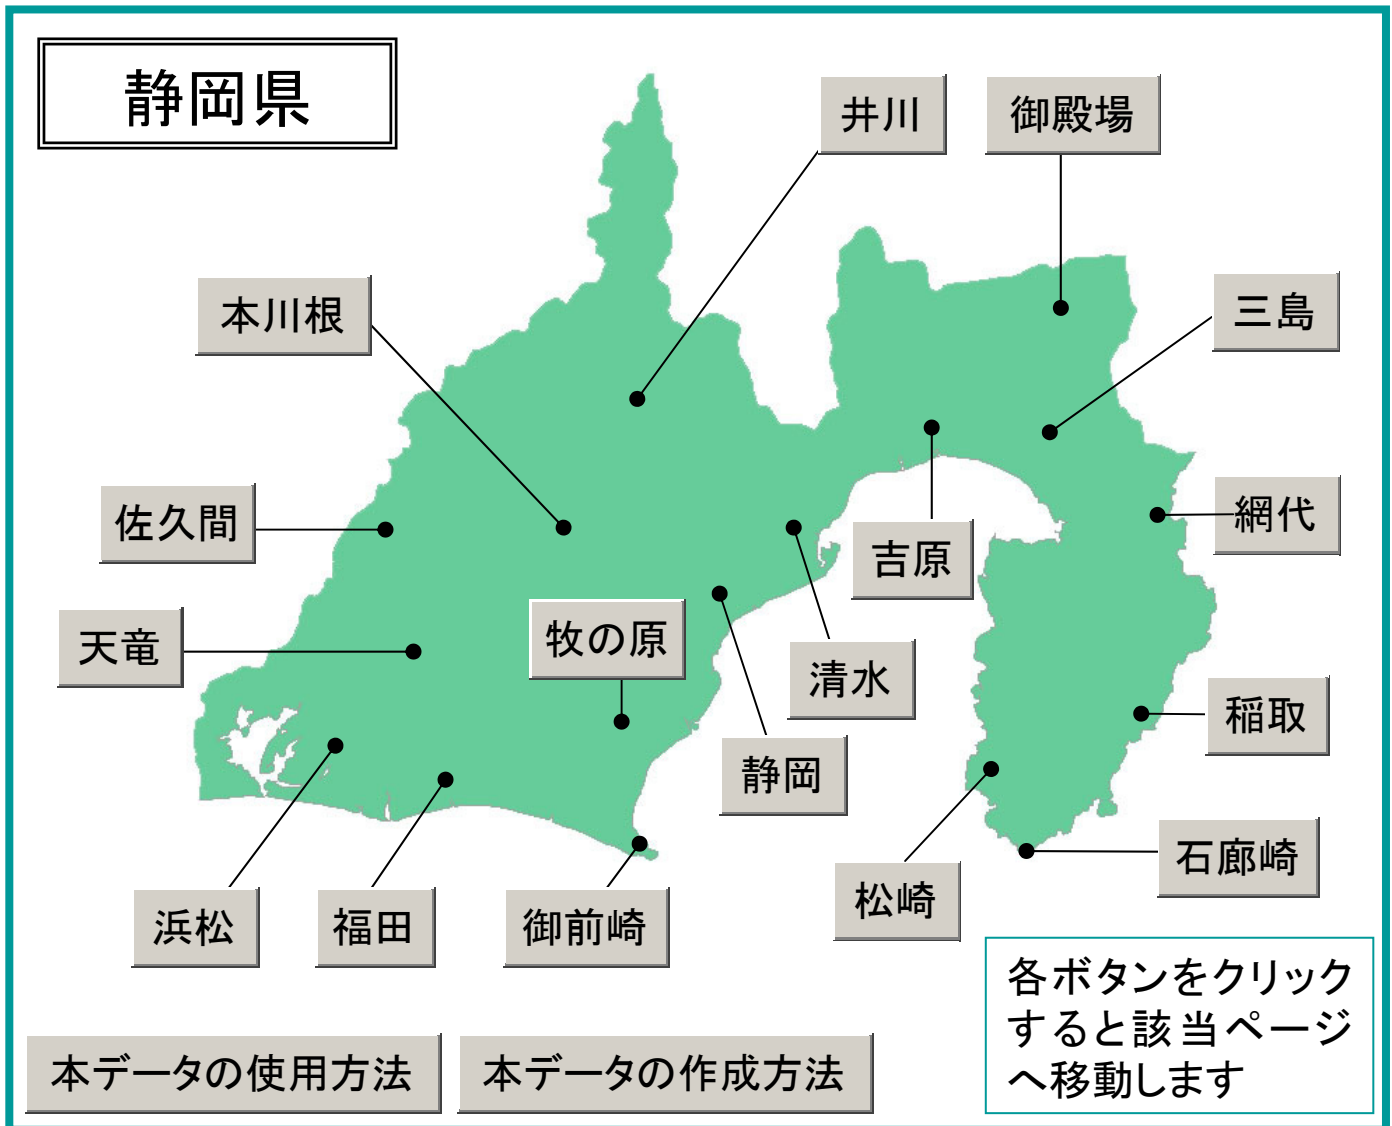 静岡県
井川
御殿場
本川根
三島
佐久間
網代
吉原
天竜
牧の原
清水
稲取
静岡
石廊崎
松崎
浜松
福田
御前崎
各ボタンをクリック
すると該当ページ
へ移動します
本データの使用方法
本データの作成方法